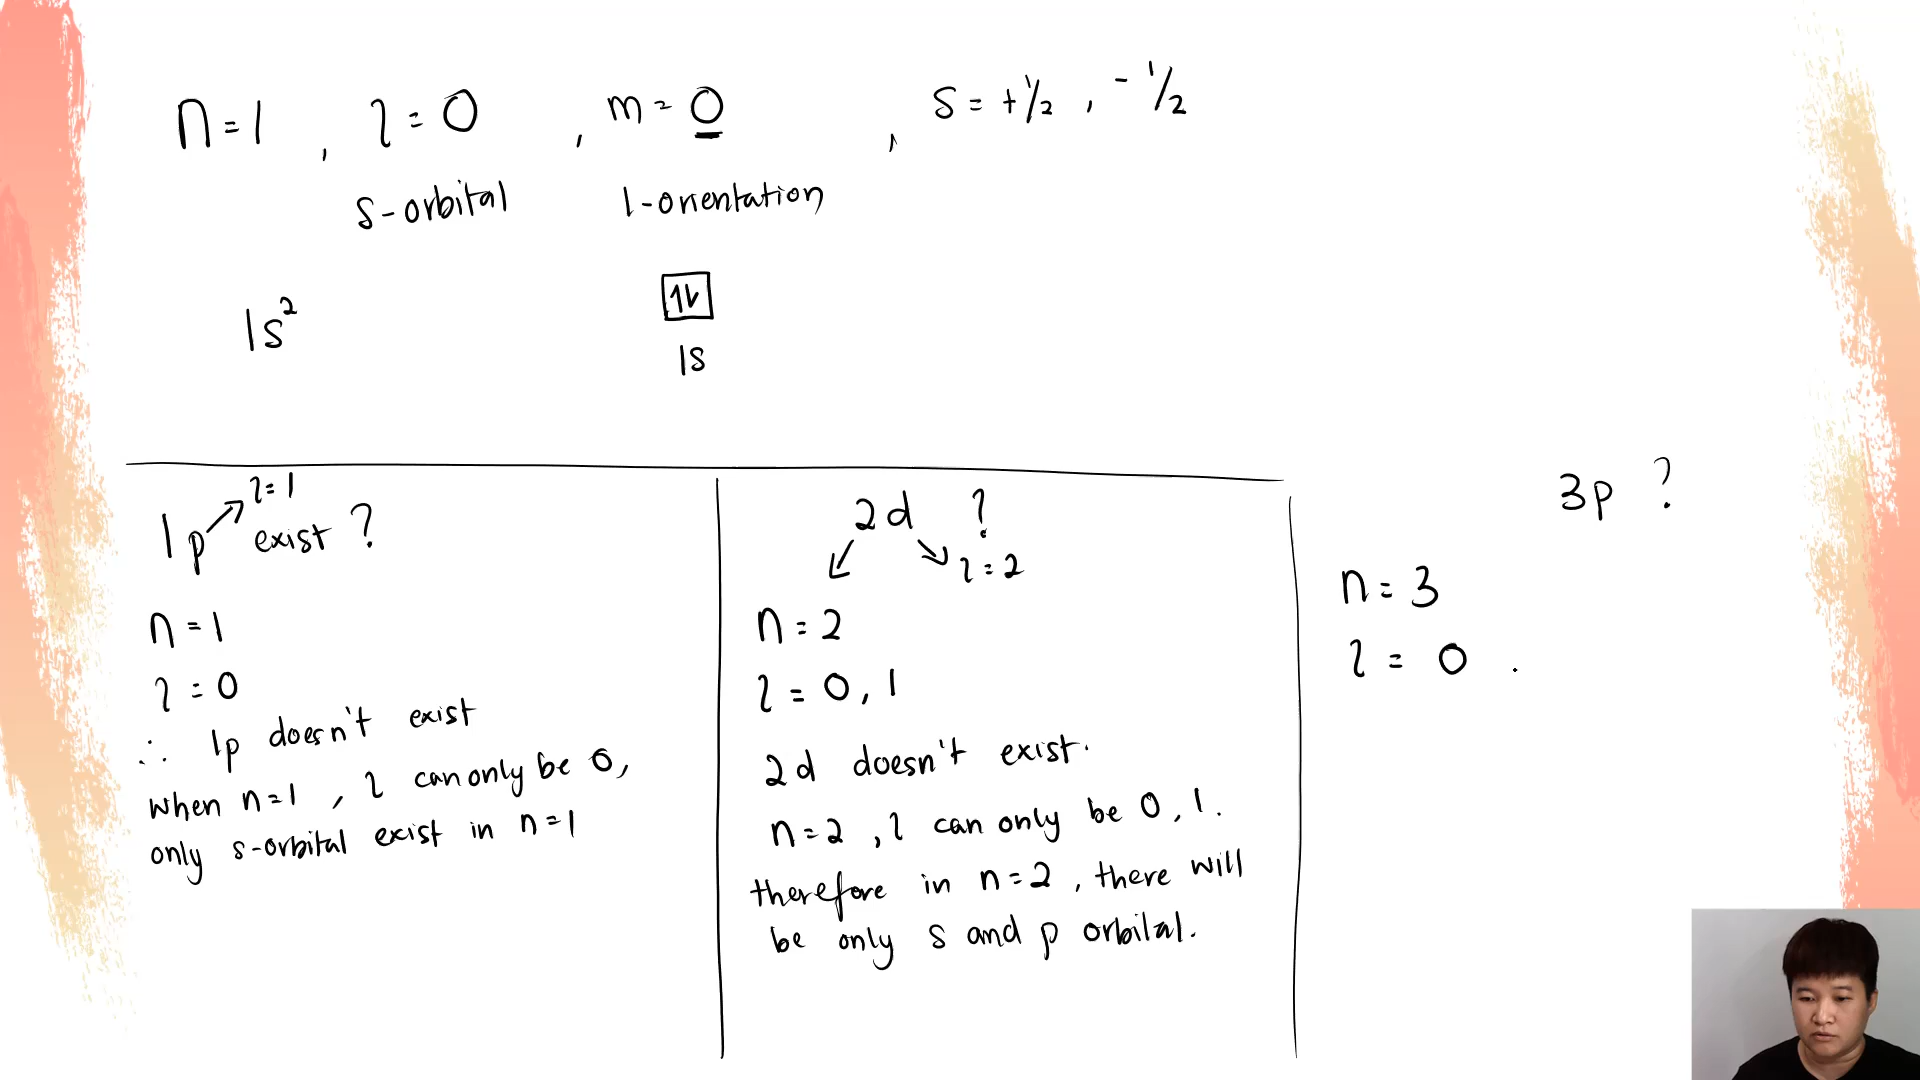 n=1 , l=0 , m=0 , s=+1/2 , -1/2
s-orbital 1-orientation
1s² 1↓
1s
1p l=1
exist ?
n=1
l=0
∴ 1p doesn't exist
when n=1 , l can only be 0,
only s-orbital exist in n=1
2d ?
l=2
n=2
l=0,1
2d doesn't exist.
n=2 , l can only be 0,1.
therefore in n=2 , there will
be only s and p orbital.
3p ?
n=3
l= 0 .